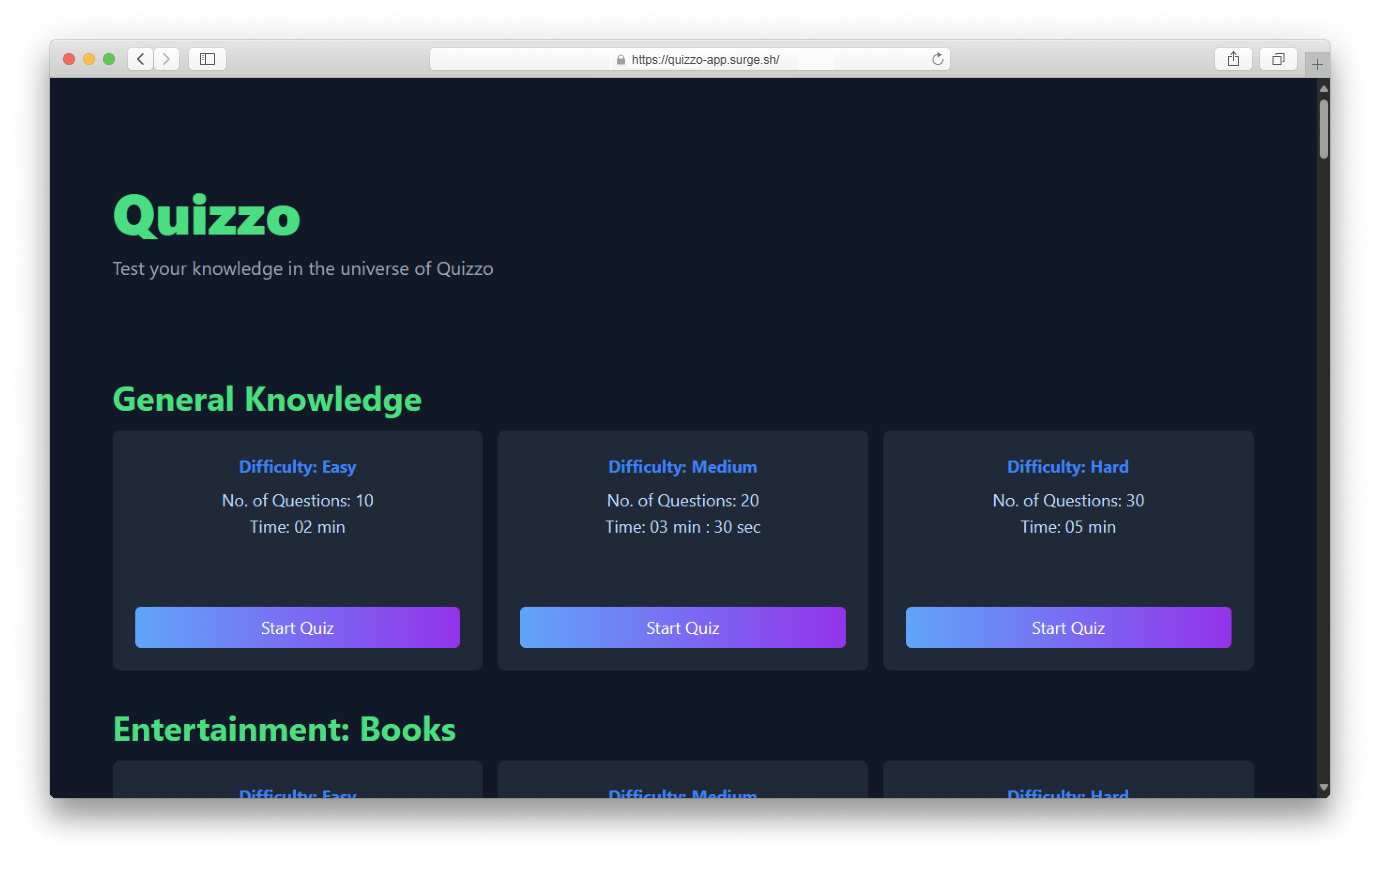 https://quizzo-app.surge.sh/
Quizzo
Test your knowledge in the universe of Quizzo
General Knowledge
Difficulty: Easy
No. of Questions: 10
Time: 02 min
Start Quiz
Difficulty: Medium
No. of Questions: 20
Time: 03 min : 30 sec
Start Quiz
Difficulty: Hard
No. of Questions: 30
Time: 05 min
Start Quiz
Entertainment: Books
Difficulty: Easy
Difficulty: Medium
Difficulty: Hard